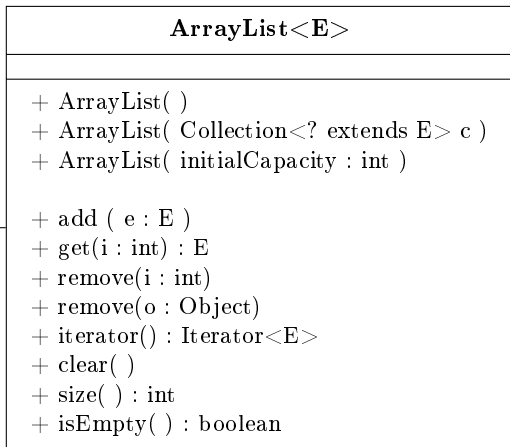 ArrayList<E>
+ ArrayList( )
+ ArrayList( Collection<? extends E> c )
+ ArrayList( initialCapacity : int )
+ add ( e : E )
+ get(i : int) : E
+ remove(i : int)
+ remove(o : Object)
+ iterator() : Iterator<E>
+ clear( )
+ size( ) : int
+ isEmpty( ) : boolean